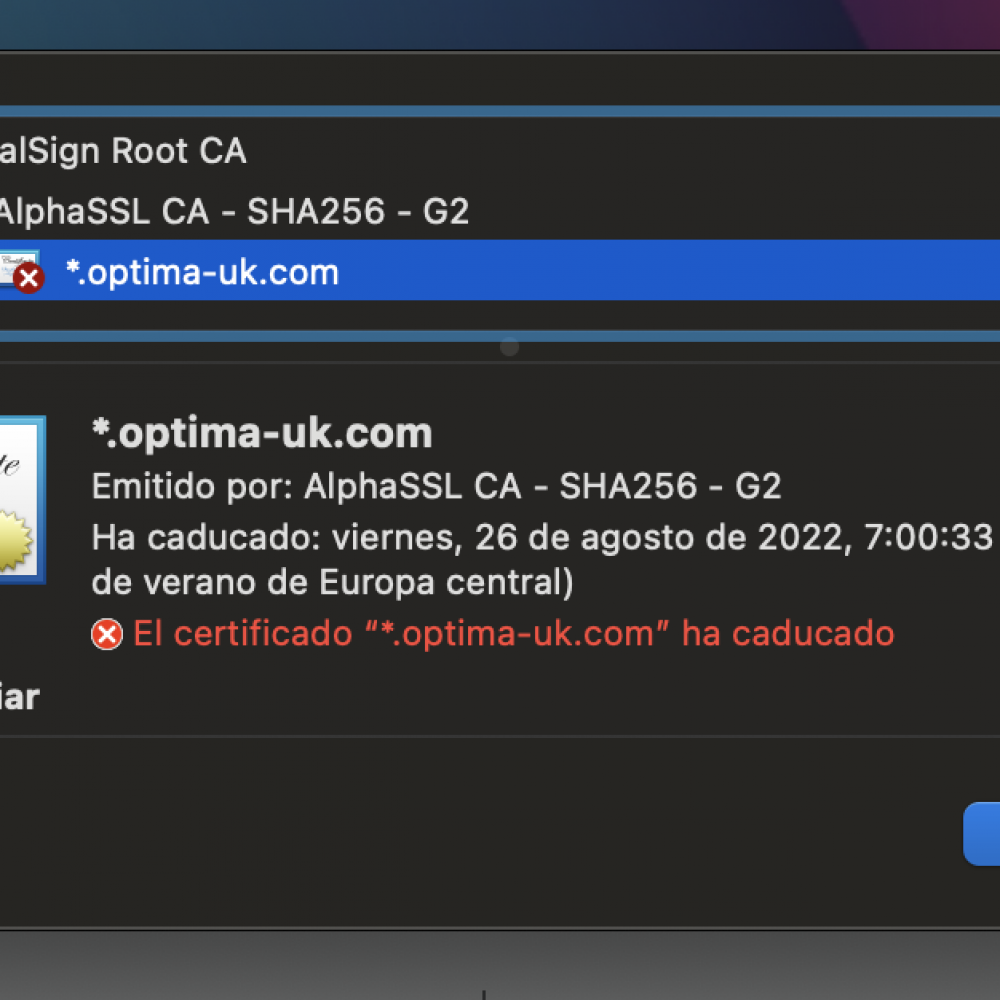 alSign Root CA
AlphaSSL CA - SHA256 - G2
*.optima-uk.com
*.optima-uk.com
Emitido por: AlphaSSL CA - SHA256 - G2
Ha caducado: viernes, 26 de agosto de 2022, 7:00:33
de verano de Europa central)
El certificado “*.optima-uk.com” ha caducado
iar